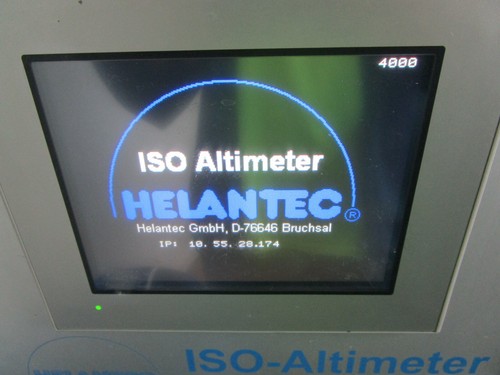 4000
ISO Altimeter
HELANTEC®
Helantec GmbH, D-76646 Bruchsal
IP: 10. 55. 28.174
ISO-Altimeter